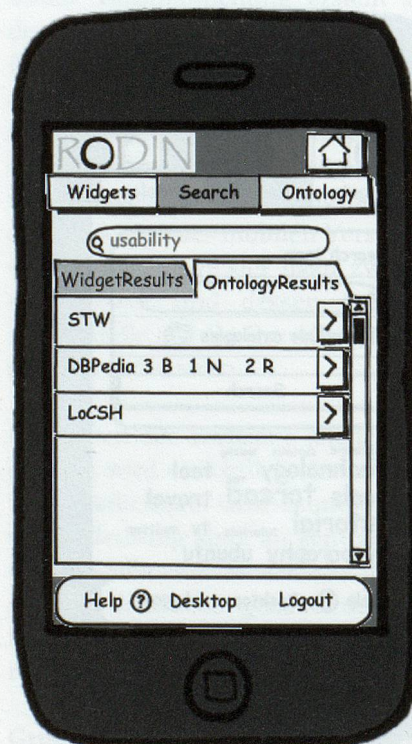 RODIN
Widgets Search Ontology
usability
WidgetResults OntologyResults
STW >
DBPedia 3 B 1 N 2 R >
LoCSH >
Help ? Desktop Logout